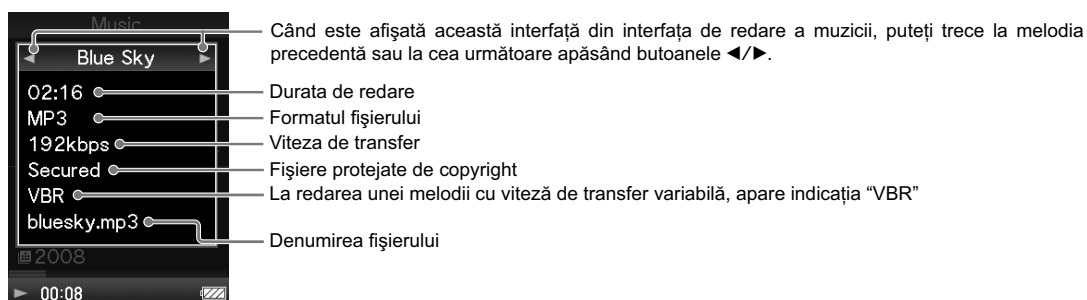 Music
◄ Blue Sky ►
02:16
MP3
192kbps
Secured
VBR
bluesky.mp3
2008
► 00:08
Când este afişată această interfaţă din interfaţa de redare a muzicii, puteţi trece la melodia
precedentă sau la cea următoare apăsând butoanele ◄/►.
Durata de redare
Formatul fişierului
Viteza de transfer
Fişiere protejate de copyright
La redarea unei melodii cu viteză de transfer variabilă, apare indicaţia “VBR”
Denumirea fişierului